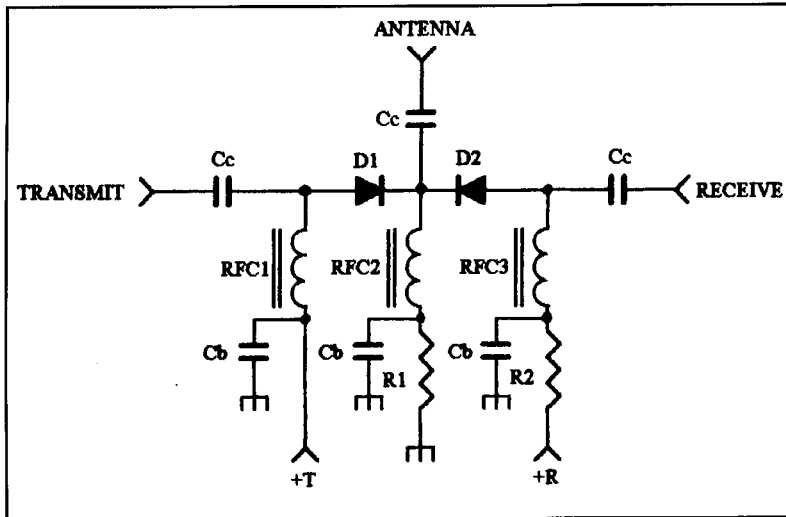 ANTENNA
Cc
Cc D1 D2 Cc
TRANSMIT RECEIVE
RFC1 RFC2 RFC3
Cb Cb R1 Cb R2
+T +R